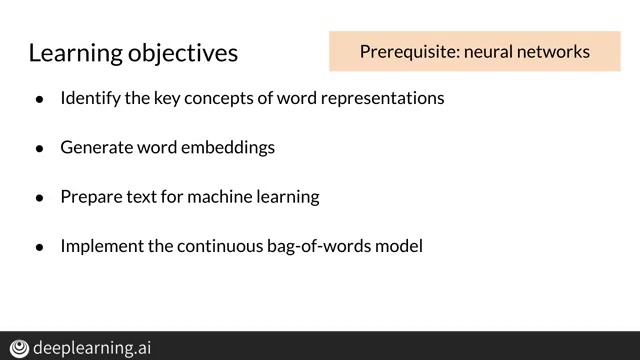 Learning objectives
Prerequisite: neural networks
● Identify the key concepts of word representations
● Generate word embeddings
● Prepare text for machine learning
● Implement the continuous bag-of-words model
deeplearning.ai